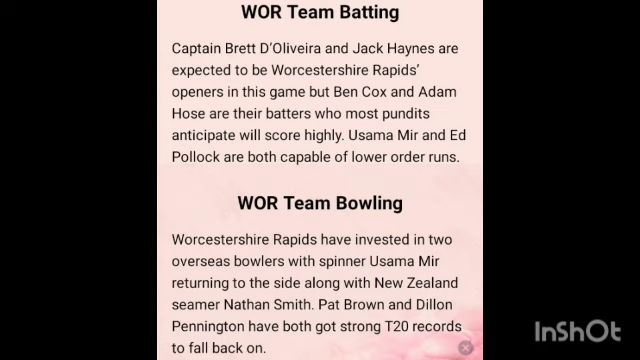 WOR Team Batting
Captain Brett D’Oliveira and Jack Haynes are
expected to be Worcestershire Rapids’
openers in this game but Ben Cox and Adam
Hose are their batters who most pundits
anticipate will score highly. Usama Mir and Ed
Pollock are both capable of lower order runs.
WOR Team Bowling
Worcestershire Rapids have invested in two
overseas bowlers with spinner Usama Mir
returning to the side along with New Zealand
seamer Nathan Smith. Pat Brown and Dillon
Pennington have both got strong T20 records
to fall back on.
InShOt